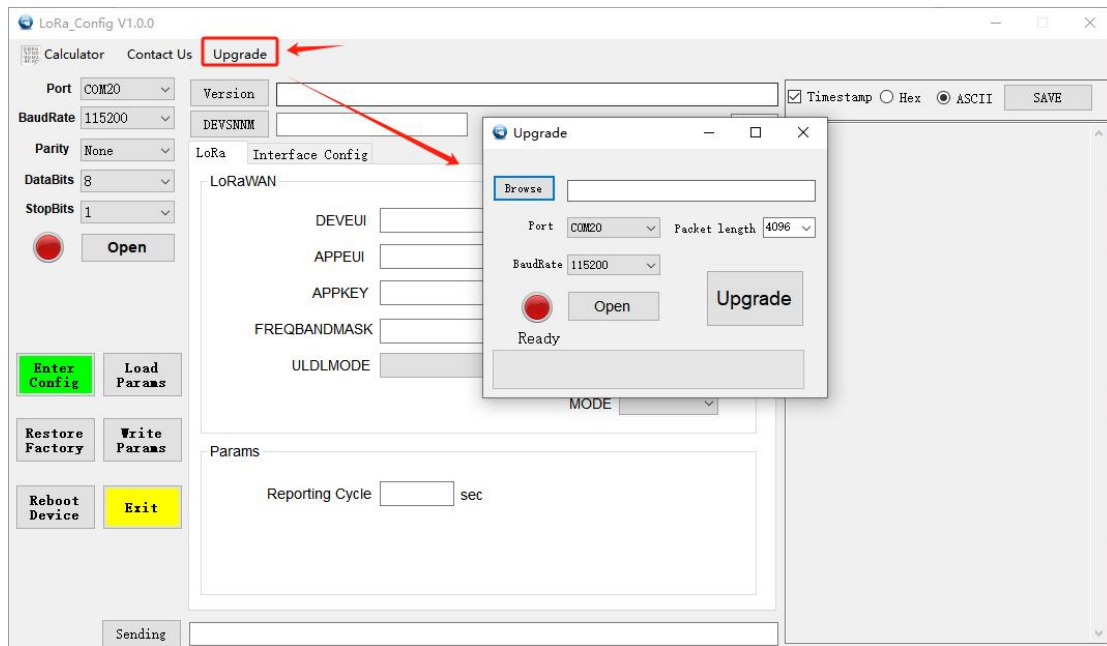 LoRa_Config V1.0.0
Calculator Contact Us Upgrade
Port COM20
BaudRate 115200
Parity None
DataBits 8
StopBits 1
Open
Enter Config
Load Params
Restore Factory
Write Params
Reboot Device
Exit
Version
DEVSNNM
LoRa Interface Config
LoRaWAN
DEVEUI
APPEUI
APPKEY
FREQBANDMASK
ULDLMODE
MODE
Params
Reporting Cycle sec
Sending
Upgrade
Browse
Port COM20 Packet length 4096
BaudRate 115200
Open Upgrade
Ready
Timestamp Hex ASCII SAVE